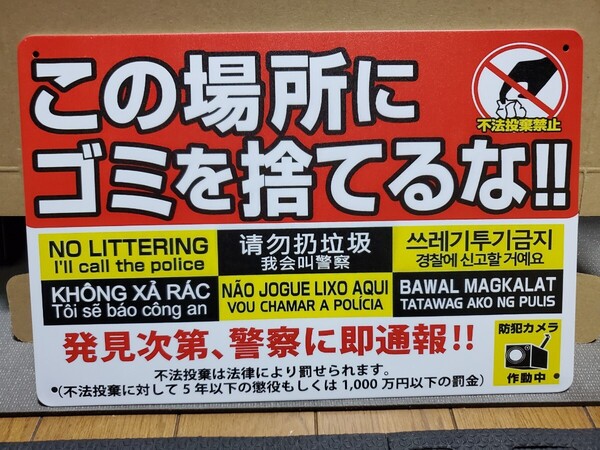 この場所に
ゴミを捨てるな!!
不法投棄禁止
NO LITTERING
I'll call the police
请勿扔垃圾
我会叫警察
쓰레기투기금지
경찰에 신고할 거예요
KHÔNG XẢ RÁC
Tôi sẽ báo công an
NÃO JOGUE LIXO AQUI
VOU CHAMAR A POLÍCIA
BAWAL MAGKALAT
TATAWAG AKO NG PULIS
発見次第、警察に即通報!!
防犯カメラ
作動中
不法投棄は法律により罰せられます。
(不法投棄に対して5年以下の懲役もしくは1,000万円以下の罰金)